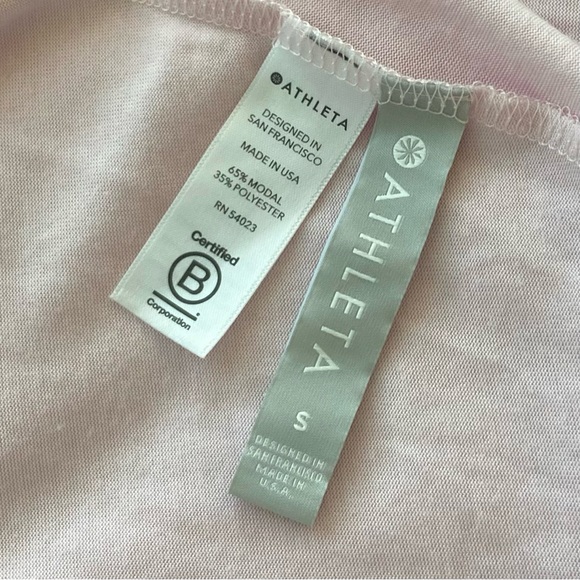 ATHLETA
DESIGNED IN
SAN FRANCISCO
MADE IN USA
65% MODAL
35% POLYESTER
RN 54023
Certified
B
Corporation
ATHLETA
S
DESIGNED IN
SAN FRANCISCO
MADE IN
U.S.A.